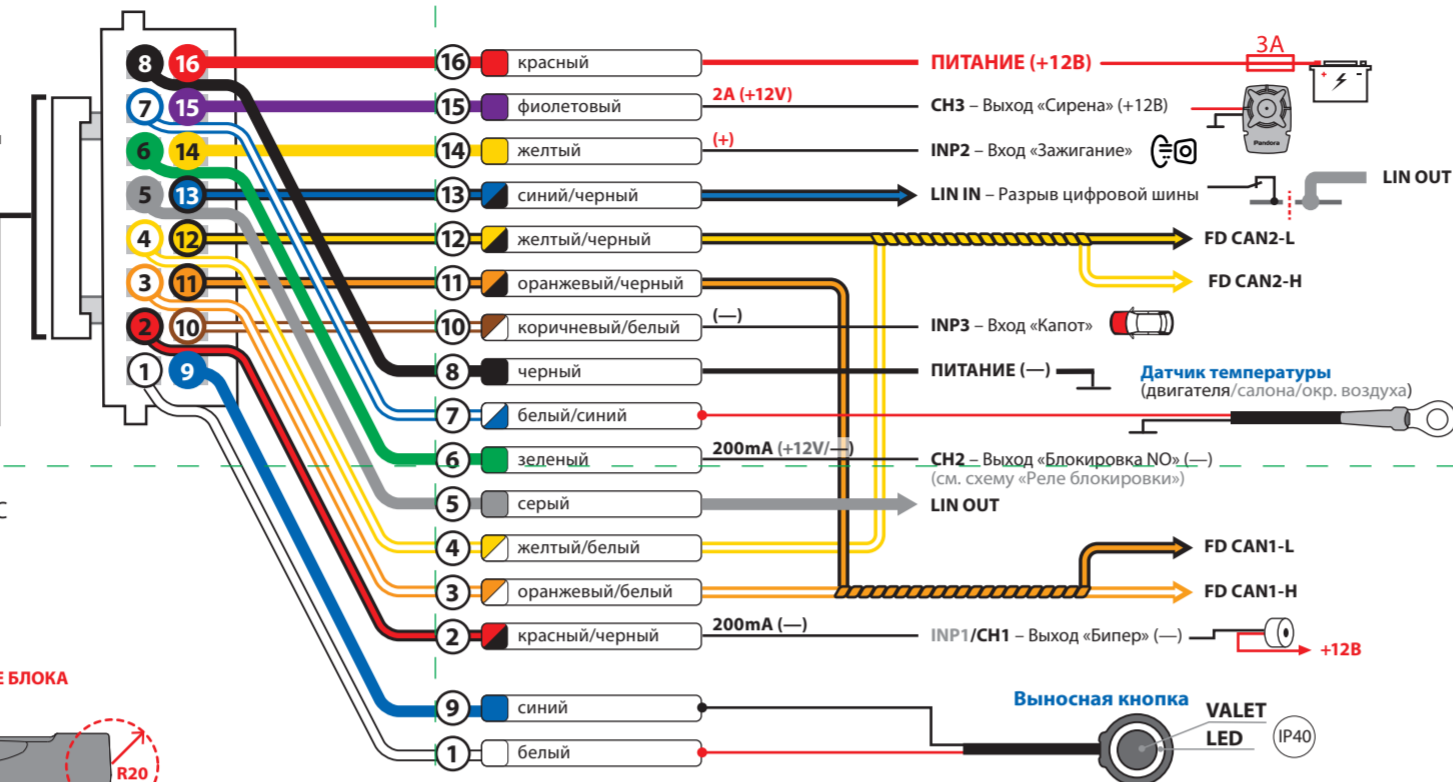 8 16
7 15
6 14
5 13
4 12
3 11
2 10
1 9
16 красный ПИТАНИЕ (+12В) 3А
15 фиолетовый 2A (+12V) CH3 – Выход «Сирена» (+12В)
Pandora
14 желтый (+) INP2 – Вход «Зажигание»
13 синий/черный LIN IN – Разрыв цифровой шины LIN OUT
12 желтый/черный FD CAN2-L
FD CAN2-H
11 оранжевый/черный
10 коричневый/белый (—) INP3 – Вход «Капот»
8 черный ПИТАНИЕ (—)
Датчик температуры
(двигателя/салона/окр. воздуха)
7 белый/синий
6 зеленый 200mA (+12V/—) CH2 – Выход «Блокировка NO» (—)
(см. схему «Реле блокировки»)
5 серый LIN OUT
С
4 желтый/белый FD CAN1-L
3 оранжевый/белый FD CAN1-H
2 красный/черный 200mA (—) INP1/CH1 – Выход «Бипер» (—)
+12В
Е БЛОКА
R20
9 синий
Выносная кнопка
VALET
LED
IP40
1 белый